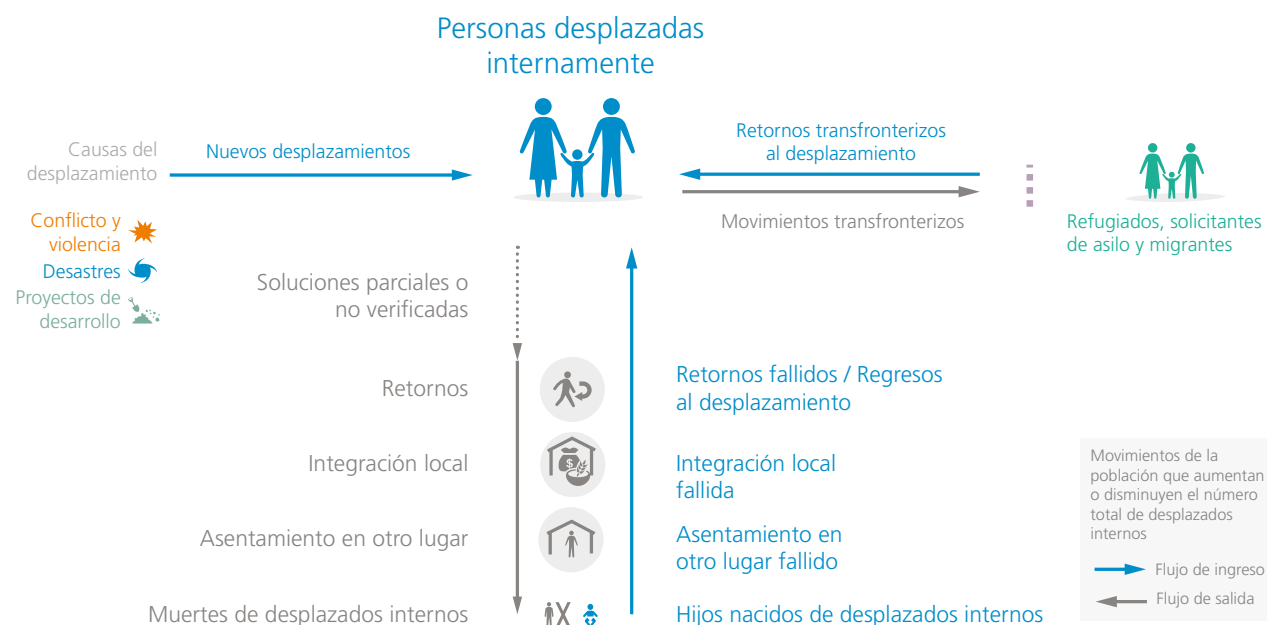 Personas desplazadas
internamente
Causas del
desplazamiento
Nuevos desplazamientos
Retornos transfronterizos
al desplazamiento
Movimientos transfronterizos
Refugiados, solicitantes
de asilo y migrantes
Conflicto y
violencia
Desastres
Proyectos de
desarrollo
Soluciones parciales o
no verificadas
Retornos
Retornos fallidos / Regresos
al desplazamiento
Integración local
Integración local
fallida
Asentamiento en otro lugar
Asentamiento en
otro lugar fallido
Muertes de desplazados internos
Hijos nacidos de desplazados internos
Movimientos de la
población que aumentan
o disminuyen el número
total de desplazados
internos
Flujo de ingreso
Flujo de salida